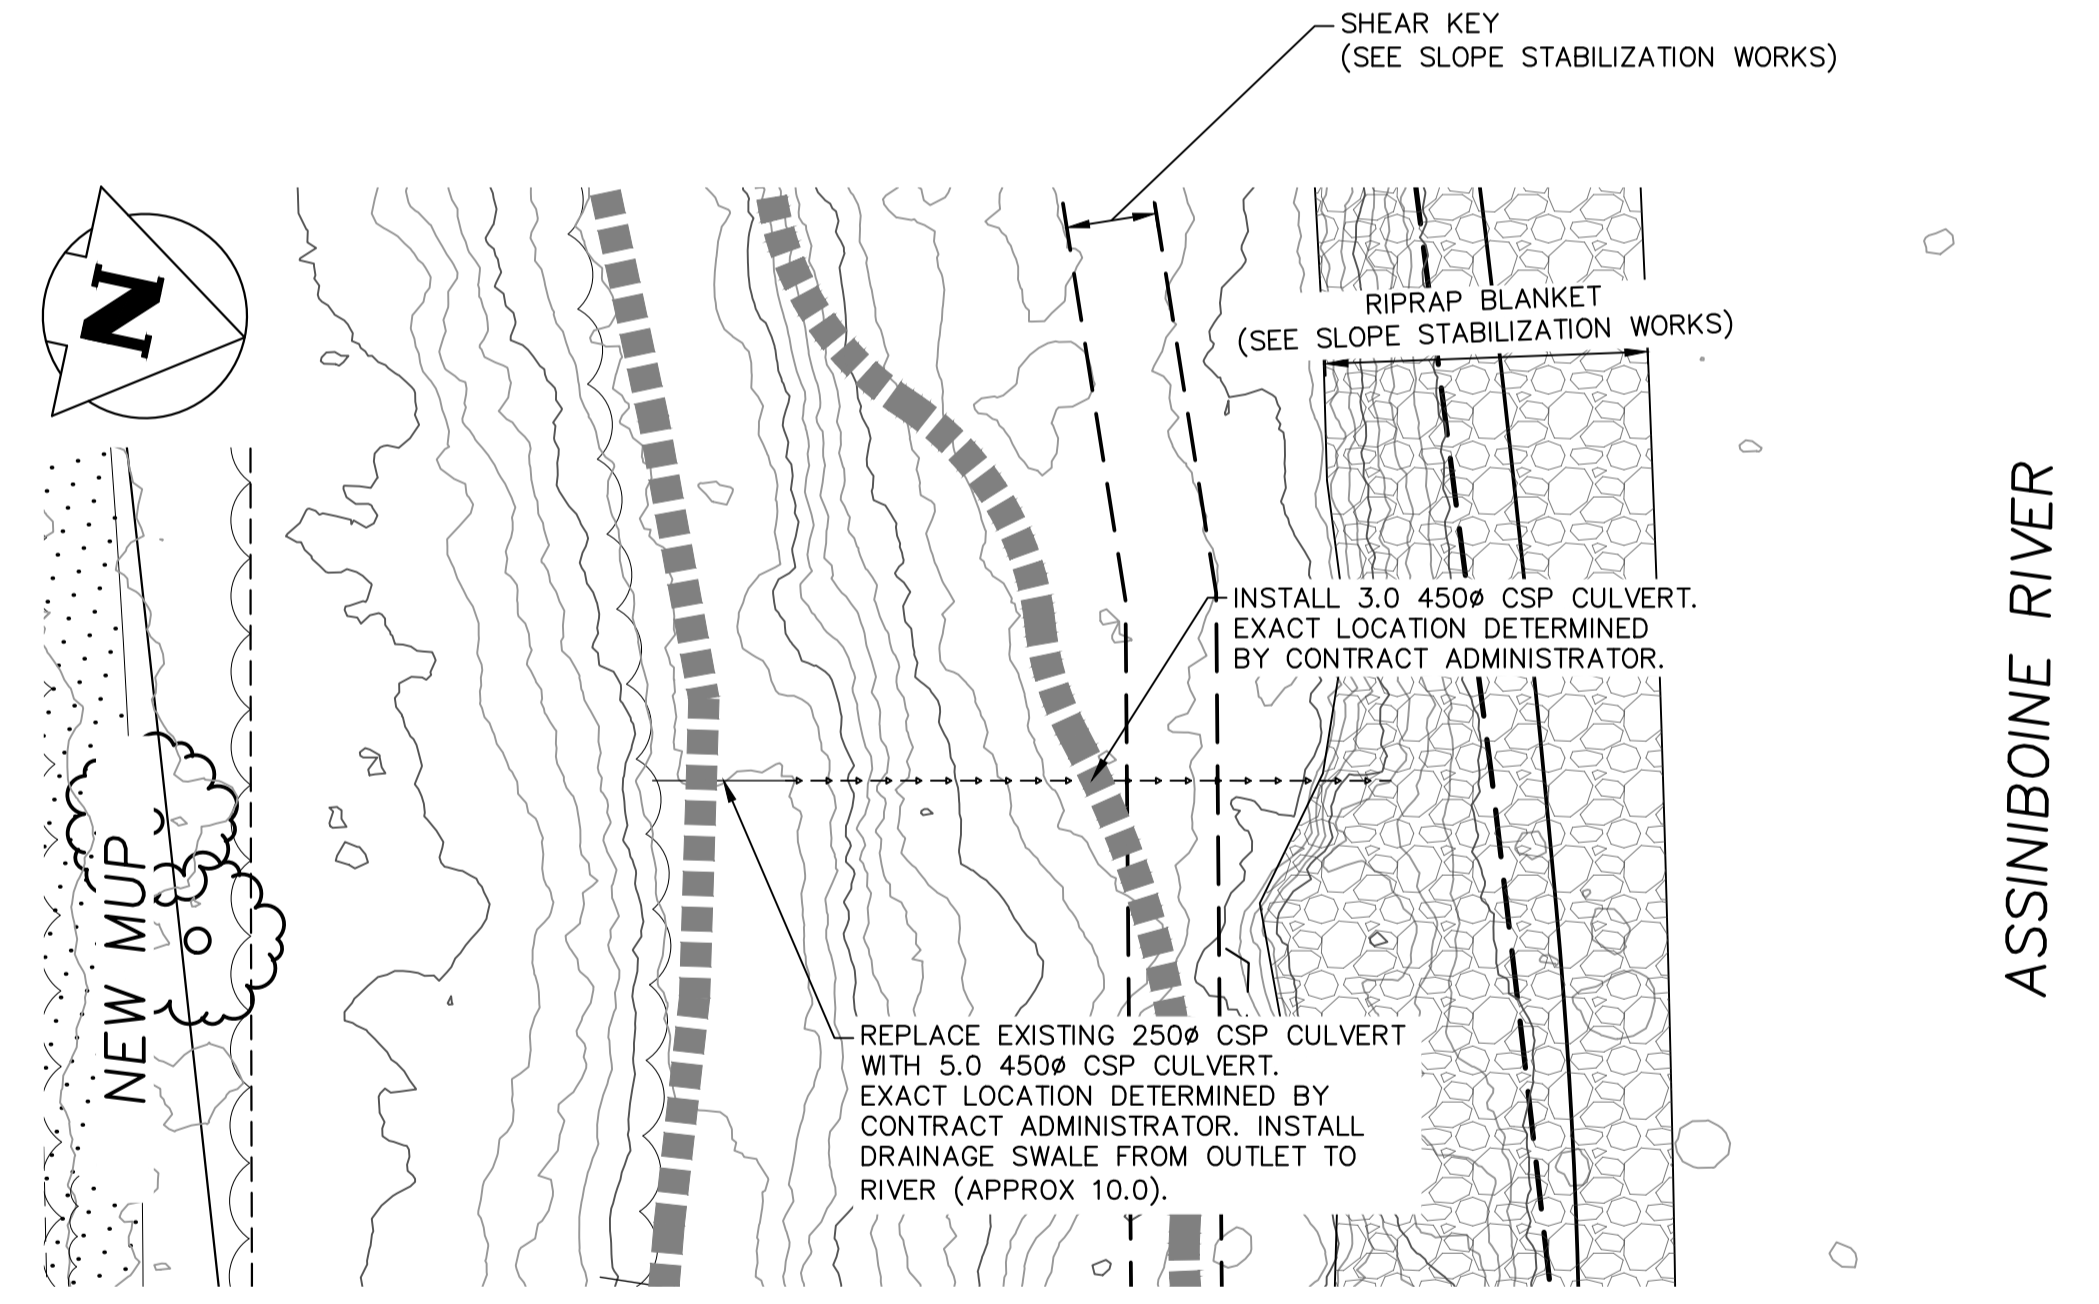 SHEAR KEY
(SEE SLOPE STABILIZATION WORKS)
N
RIPRAP BLANKET
(SEE SLOPE STABILIZATION WORKS)
INSTALL 3.0 450ø CSP CULVERT.
EXACT LOCATION DETERMINED
BY CONTRACT ADMINISTRATOR.
ASSINIBOINE RIVER
NEW MUP
REPLACE EXISTING 250ø CSP CULVERT
WITH 5.0 450ø CSP CULVERT.
EXACT LOCATION DETERMINED BY
CONTRACT ADMINISTRATOR. INSTALL
DRAINAGE SWALE FROM OUTLET TO
RIVER (APPROX 10.0).